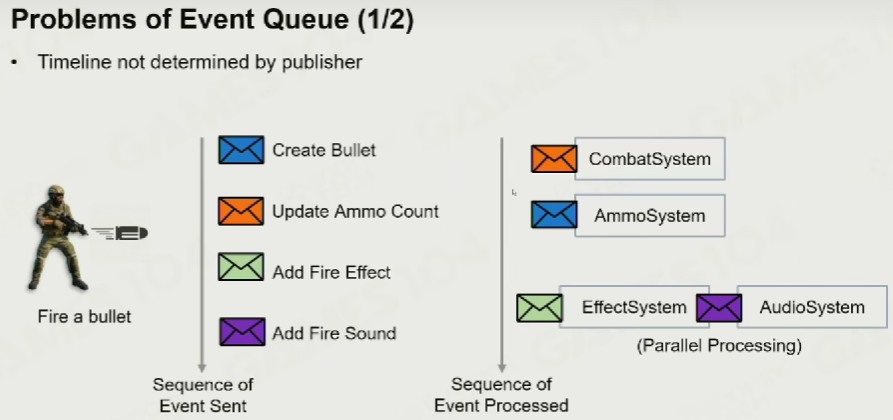 Problems of Event Queue (1/2)
• Timeline not determined by publisher
Create Bullet
Update Ammo Count
Add Fire Effect
Add Fire Sound
Fire a bullet
Sequence of
Event Sent
CombatSystem
AmmoSystem
EffectSystem
AudioSystem
(Parallel Processing)
Sequence of
Event Processed